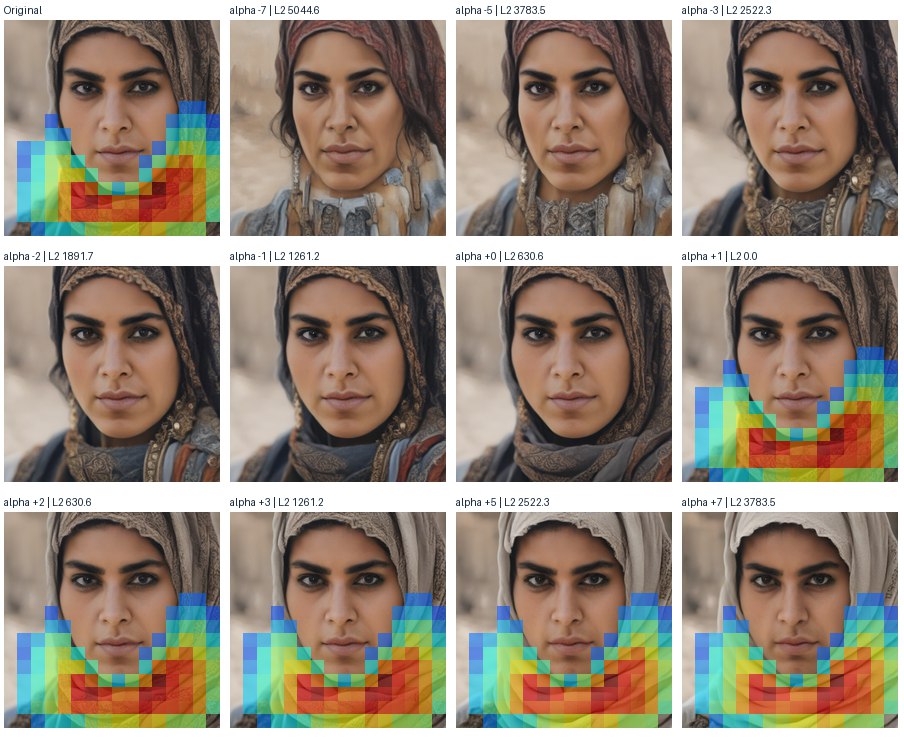 Original
alpha -7 | L2 5044.6
alpha -5 | L2 3783.5
alpha -3 | L2 2522.3
alpha -2 | L2 1891.7
alpha -1 | L2 1261.2
alpha +0 | L2 630.6
alpha +1 | L2 0.0
alpha +2 | L2 630.6
alpha +3 | L2 1261.2
alpha +5 | L2 2522.3
alpha +7 | L2 3783.5